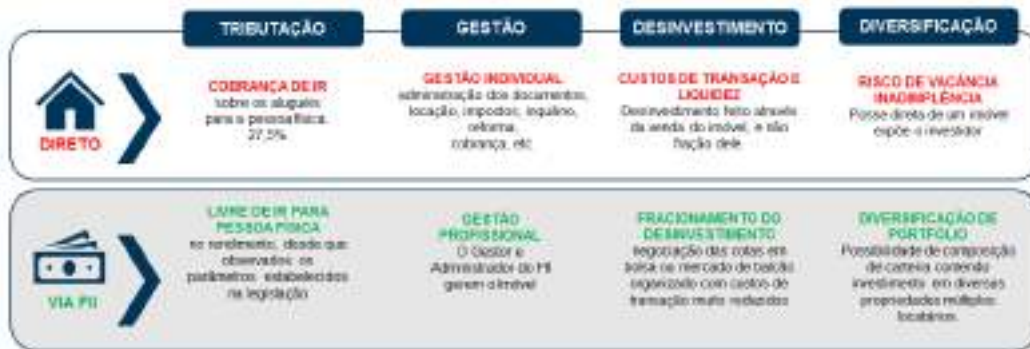 TRIBUTAÇÃO
GESTÃO
DESINVESTIMENTO
DIVERSIFICAÇÃO
DIRETO
COBRANÇA DE IR
sobre os aluguéis
para a pessoa física.
27,5%
GESTÃO INDIVIDUAL
administração dos documentos,
locação, impostos, inquilino,
reforma,
cobrança, etc
CUSTOS DE TRANSAÇÃO E
LIQUIDEZ
Desinvestimento feito através
da venda do imóvel, e não
fração dele
RISCO DE VACÂNCIA
INADIMPLÊNCIA
Posse direta de um imóvel
expõe o investidor
VIA FII
LIVRE DE IR PARA
PESSOA FÍSICA
no rendimento, desde que
observados os
parâmetros estabelecidos
na legislação
GESTÃO
PROFISSIONAL
O Gestor e
Administrador do FII
gerem o imóvel
FRACIONAMENTO DO
DESINVESTIMENTO
negociação das cotas em
bolsa ou mercado de balcão
organizado com custos de
transação muito reduzidos
DIVERSIFICAÇÃO DE
PORTFÓLIO
Possibilidade de composição
de carteira contendo
investimento em diversas
propriedades múltiplos
locatários.